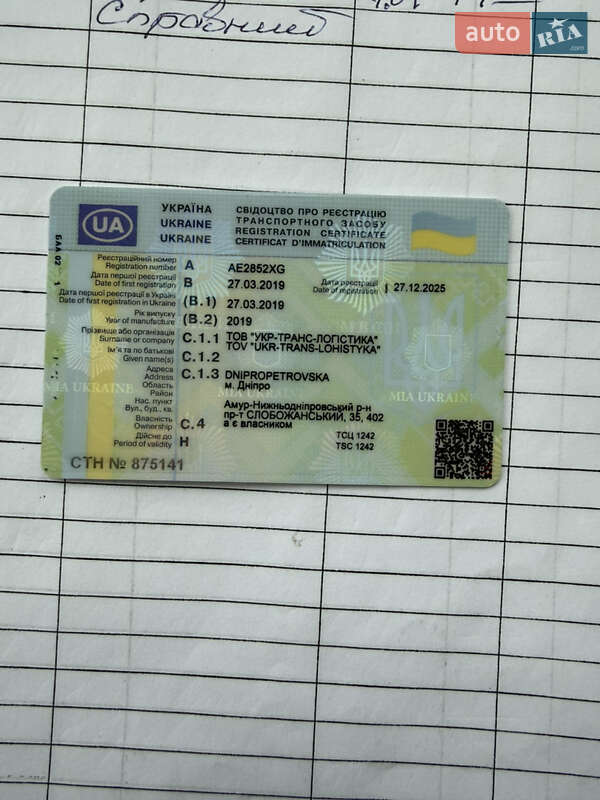 Справний
auto RIA.com
УКРАЇНА
UKRAINE
UKRAINE
СВІДОЦТВО ПРО РЕЄСТРАЦІЮ
ТРАНСПОРТНОГО ЗАСОБУ
REGISTRATION CERTIFICATE
CERTIFICAT D'IMMATRICULATION
UA
Реєстраційний номер
Registration number A AE2852XG
Дата першої реєстрації
Date of first registration B 27.03.2019
Дата реєстрації
Date of registration I 27.12.2025
Дата першої реєстрації в Україні
Date of first registration in Ukraine (B.1) 27.03.2019
Рік випуску
Year of manufacture (B.2) 2019
Прізвище або організація
Surname or company C.1.1 ТОВ "УКР-ТРАНС-ЛОГІСТИКА"
TOV "UKR-TRANS-LOHISTYKA"
Ім'я та по батькові
Given name(s) C.1.2
Адреса
Address C.1.3 DNIPROPETROVSKA
Область
м. Дніпро
Район
Нас. пункт
Амур-Нижньодніпровський р-н
Вул., буд., кв.
пр-т СЛОБОЖАНСЬКИЙ, 35, 402
Власність
Ownership C.4 а є власником
Дійсне до
Period of validity H
ТСЦ 1242
TSC 1242
MIA UKRAINE
MIA UKRAINE
СТН № 875141